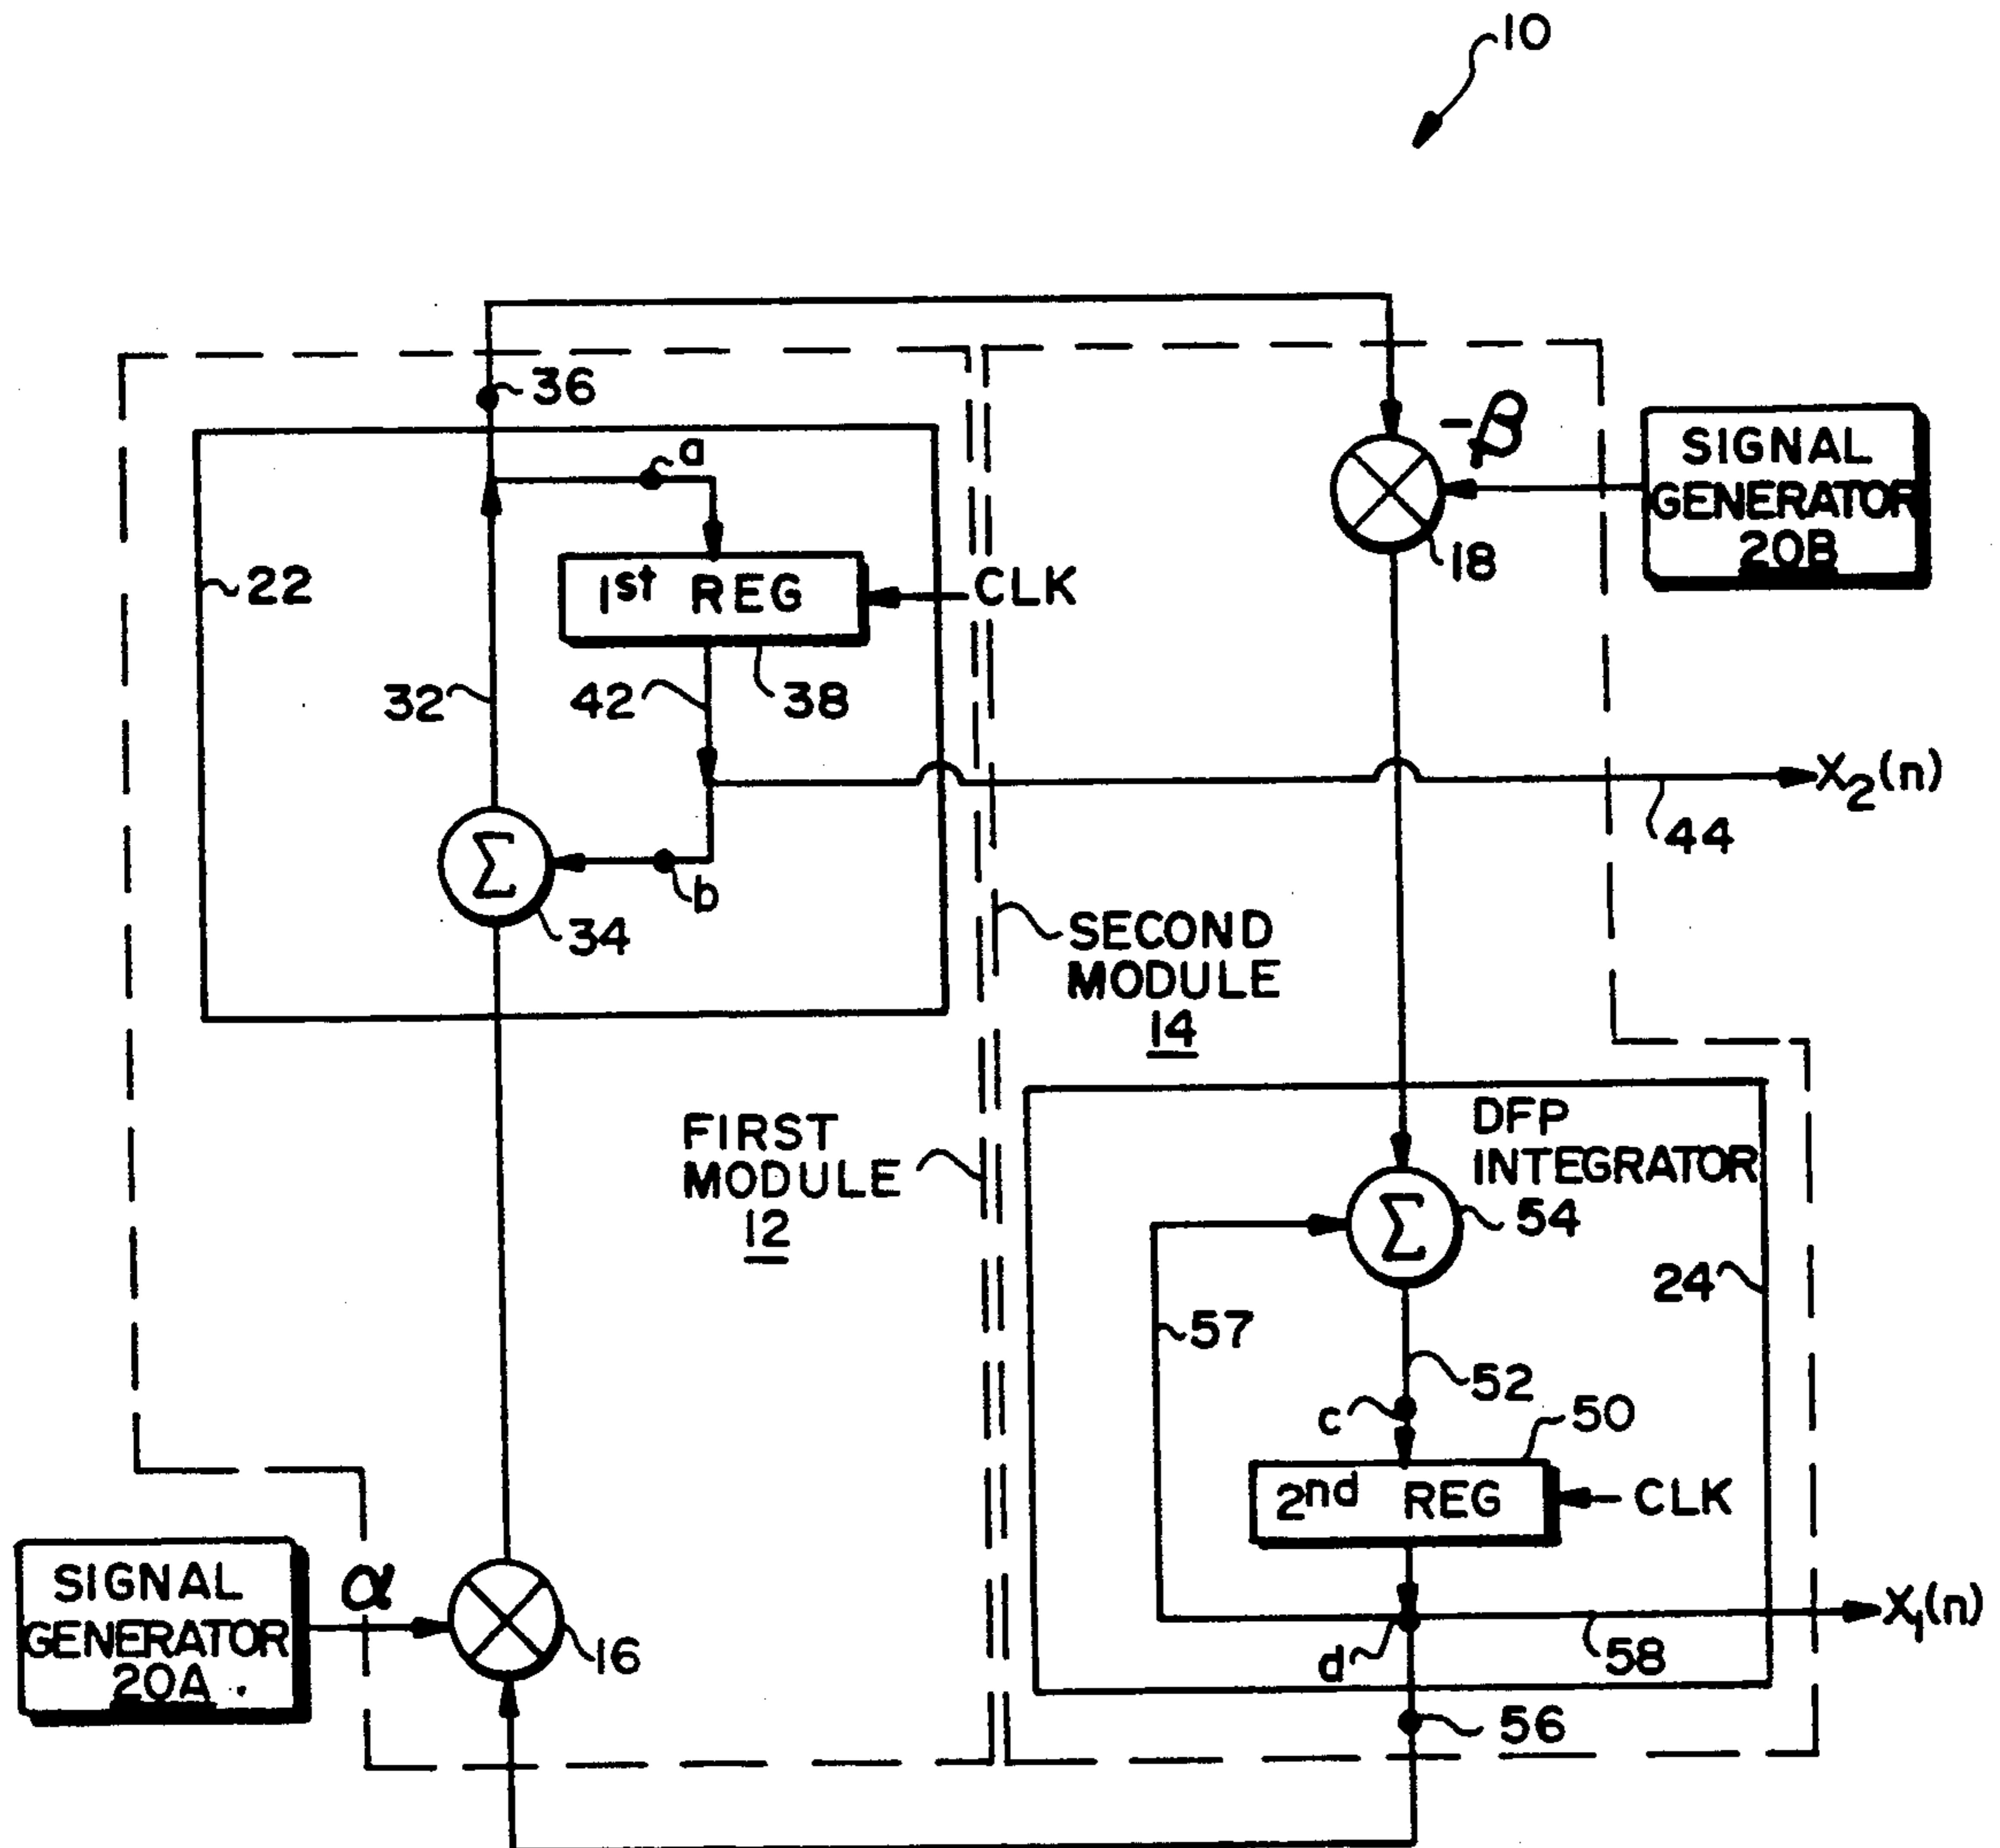 10
36
a
-β
SIGNAL
GENERATOR
20B
18
22
1st REG
CLK
32
42
38
X2(n)
44
Σ
b
34
SECOND
MODULE
14
FIRST
MODULE
12
DFP
INTEGRATOR
Σ
54
24
57
52
c
50
2nd REG
CLK
SIGNAL
GENERATOR
20A
α
16
d
58
X1(n)
56